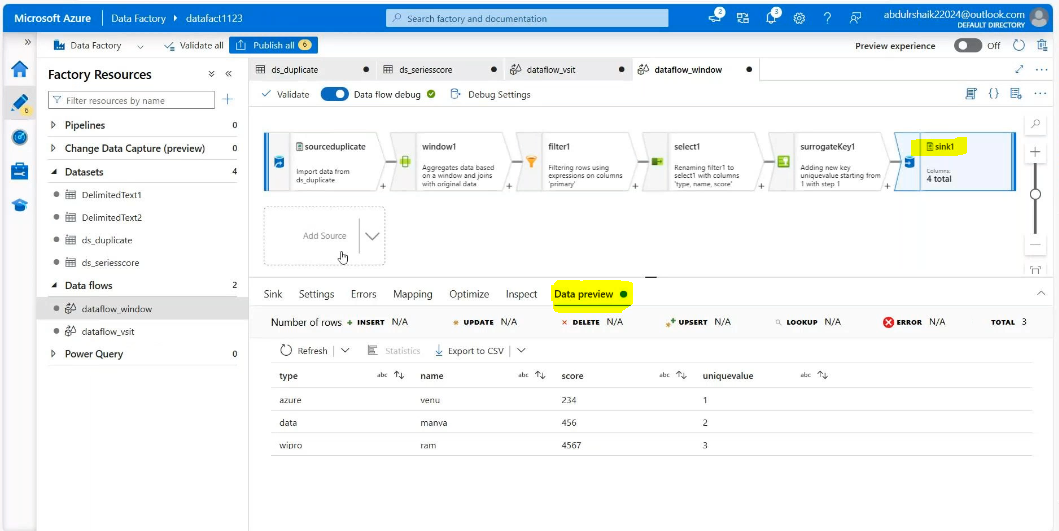 Microsoft Azure
Data Factory
datafact1123
Search factory and documentation
2
3
abdulrshaik22024@outlook.com
DEFAULT DIRECTORY
Data Factory
Validate all
Publish all 6
Preview experience
Off
Factory Resources
Filter resources by name
6
Pipelines 0
Change Data Capture (preview) 0
Datasets 4
DelimitedText1
DelimitedText2
ds_duplicate
ds_seriesscore
Data flows 2
dataflow_window
dataflow_vsit
Power Query 0
ds_duplicate
ds_seriesscore
dataflow_vsit
dataflow_window
Validate
Data flow debug
Debug Settings
sourceduplicate
Import data from
ds_duplicate
window1
Aggregates data based
on a window and joins
with original data
filter1
Filtering rows using
expressions on columns
'primary'
select1
Renaming filter1 to
select1 with columns
'type, name, score'
surrogateKey1
Adding new key
uniquevalue starting from
1 with step 1
sink1
Columns
4 total
Add Source
Sink
Settings
Errors
Mapping
Optimize
Inspect
Data preview
Number of rows
INSERT N/A
UPDATE N/A
DELETE N/A
UPSERT N/A
LOOKUP N/A
ERROR N/A
TOTAL 3
Refresh
Statistics
Export to CSV
type abc name abc score abc uniquevalue abc
azure venu 234 1
data manva 456 2
wipro ram 4567 3